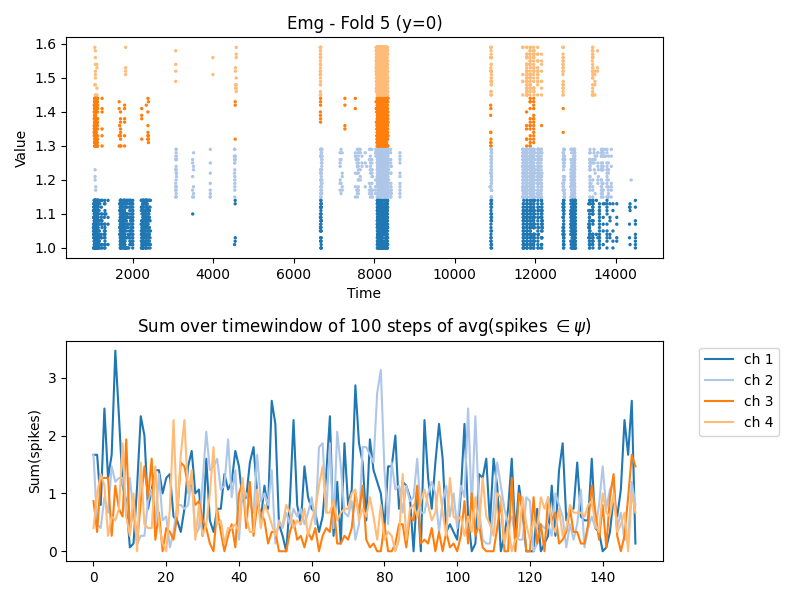 Emg - Fold 5 (y=0)
1.6
1.5
1.4
1.3
1.2
1.1
1.0
Value
2000 4000 6000 8000 10000 12000 14000
Time
Sum over timewindow of 100 steps of avg(spikes ∈ψ)
3
2
1
0
Sum(spikes)
0 20 40 60 80 100 120 140
ch 1
ch 2
ch 3
ch 4